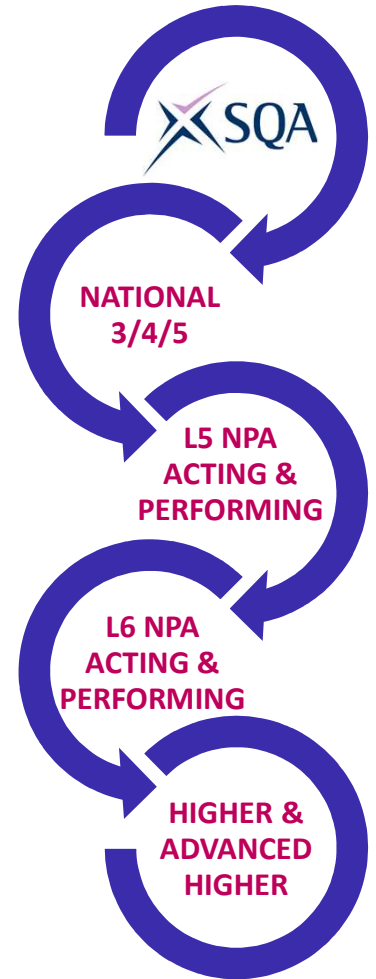 SQA
NATIONAL
3/4/5
L5 NPA
ACTING &
PERFORMING
L6 NPA
ACTING &
PERFORMING
HIGHER &
ADVANCED
HIGHER